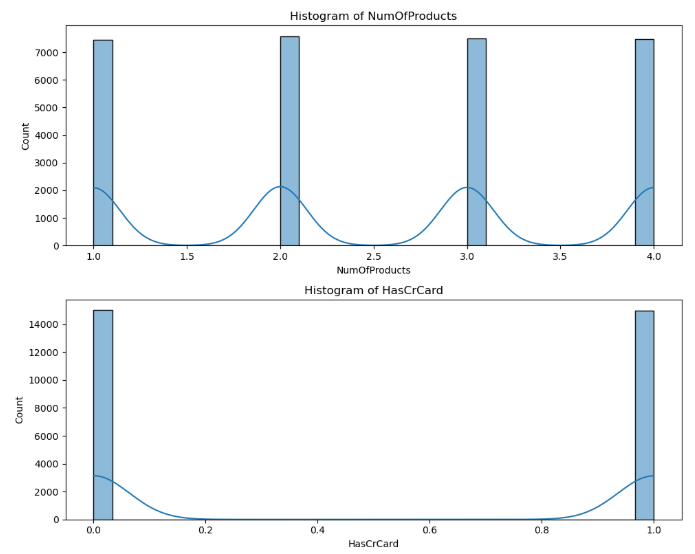 Histogram of NumOfProducts
7000
6000
5000
4000
3000
2000
1000
0
Count
1.0 1.5 2.0 2.5 3.0 3.5 4.0
NumOfProducts
Histogram of HasCrCard
14000
12000
10000
8000
6000
4000
2000
0
Count
0.0 0.2 0.4 0.6 0.8 1.0
HasCrCard